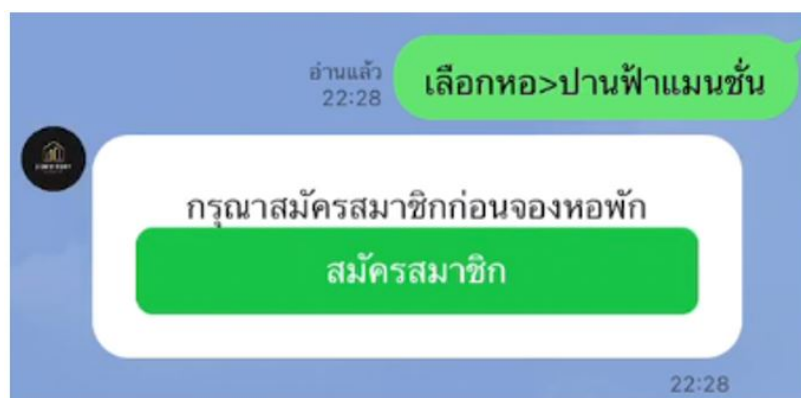 เลือกหอ>ปานฟ้าแมนชั่น
อ่านแล้ว
22:28
กรุณาสมัครสมาชิกก่อนจองหอพัก
สมัครสมาชิก
22:28